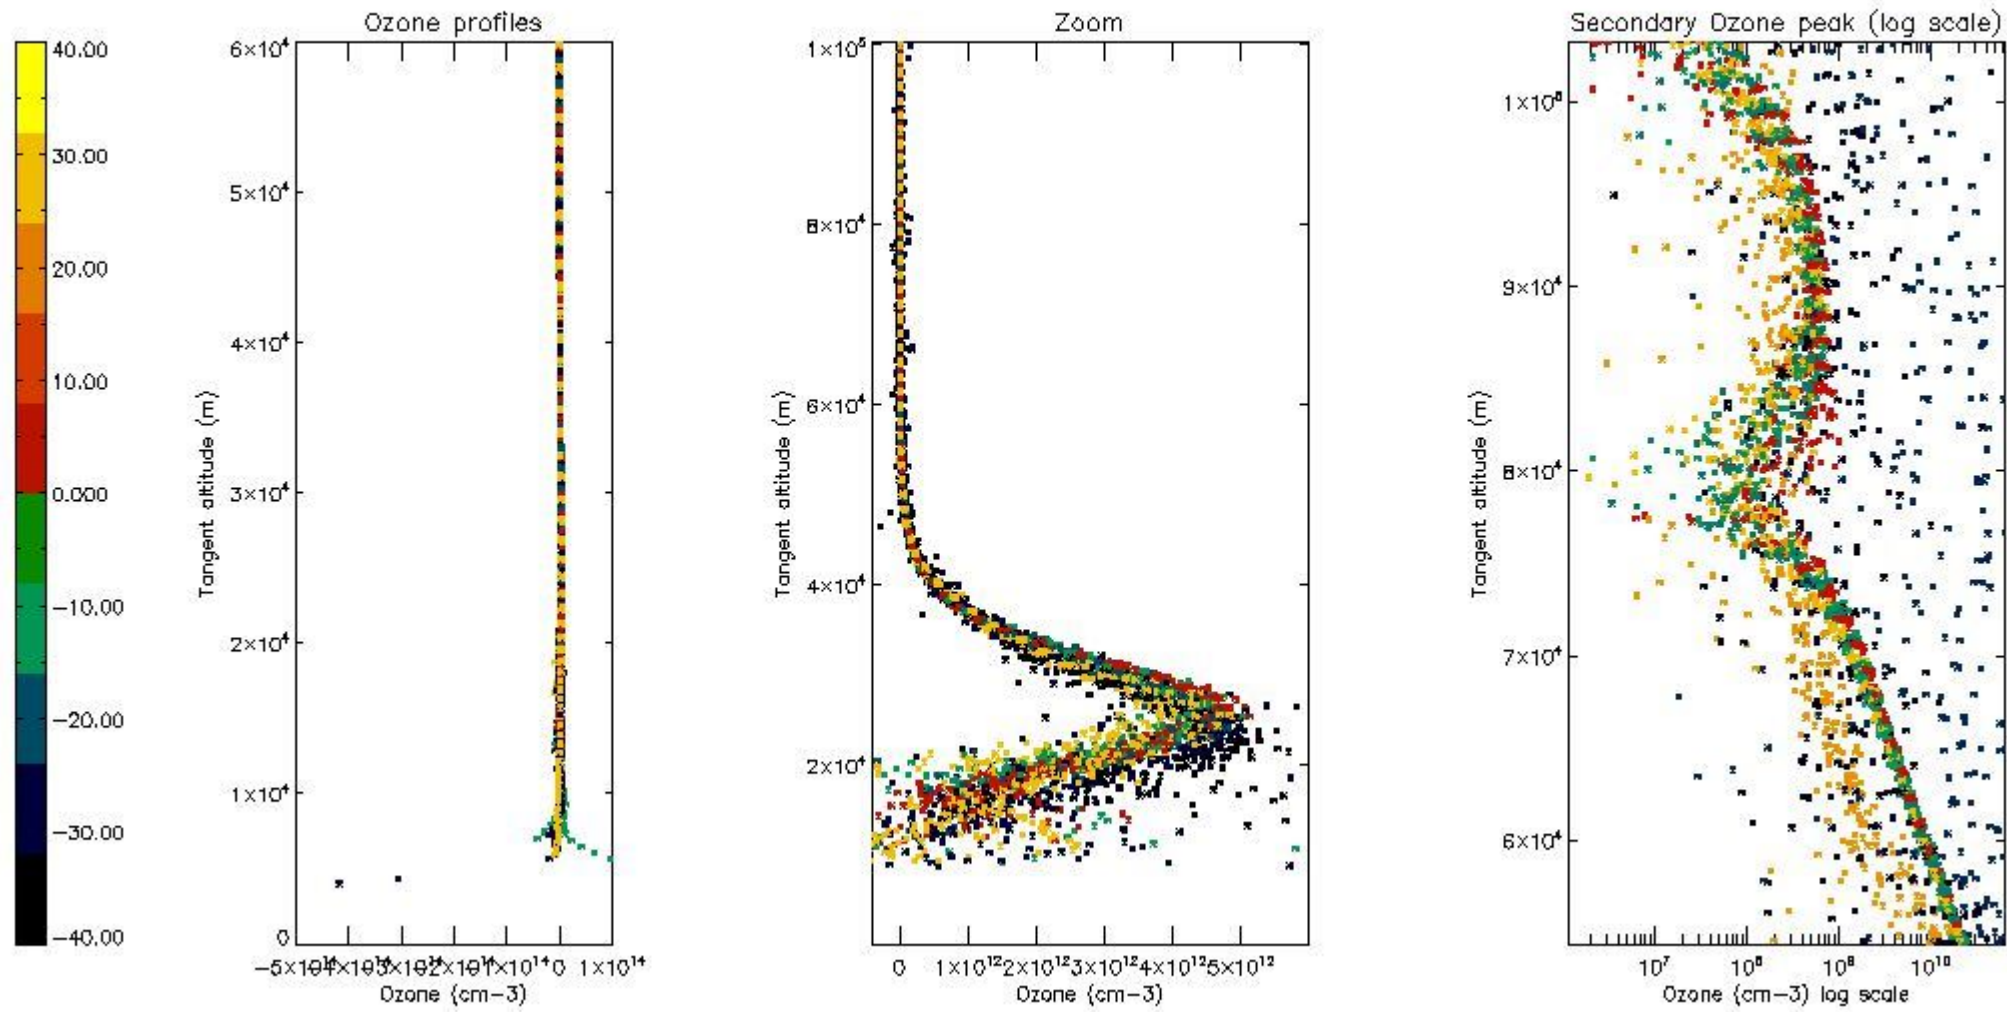 Ozone profiles
Zoom
Secondary Ozone peak (log scale)
40.00
30.00
20.00
10.00
0.000
−10.00
−20.00
−30.00
−40.00
6×10⁴
5×10⁴
4×10⁴
3×10⁴
2×10⁴
1×10⁴
0
Tangent altitude (m)
0 1×10¹⁴
Ozone (cm−3)
1×10⁵
8×10⁴
6×10⁴
4×10⁴
2×10⁴
Tangent altitude (m)
0 1×10¹² 2×10¹² 3×10¹² 4×10¹² 5×10¹²
Ozone (cm−3)
1×10⁵
9×10⁴
8×10⁴
7×10⁴
6×10⁴
Tangent altitude (m)
10⁷ 10⁸ 10⁹ 10¹⁰
Ozone (cm−3) log scale